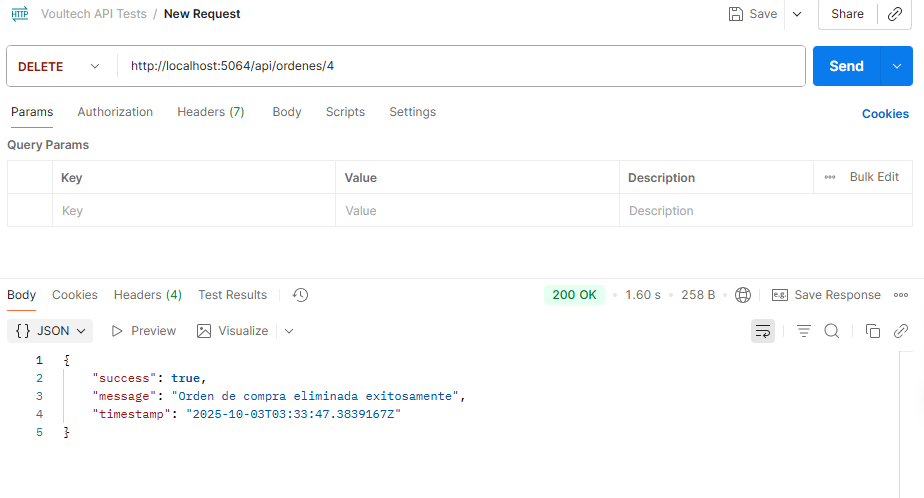 HTTP Voultech API Tests / New Request Save Share
DELETE http://localhost:5064/api/ordenes/4 Send
Params Authorization Headers (7) Body Scripts Settings Cookies
Query Params
Key Value Description Bulk Edit
Key Value Description
Body Cookies Headers (4) Test Results 200 OK 1.60 s 258 B e.g. Save Response
{} JSON Preview Visualize
1 {
2 "success": true,
3 "message": "Orden de compra eliminada exitosamente",
4 "timestamp": "2025-10-03T03:33:47.3839167Z"
5 }